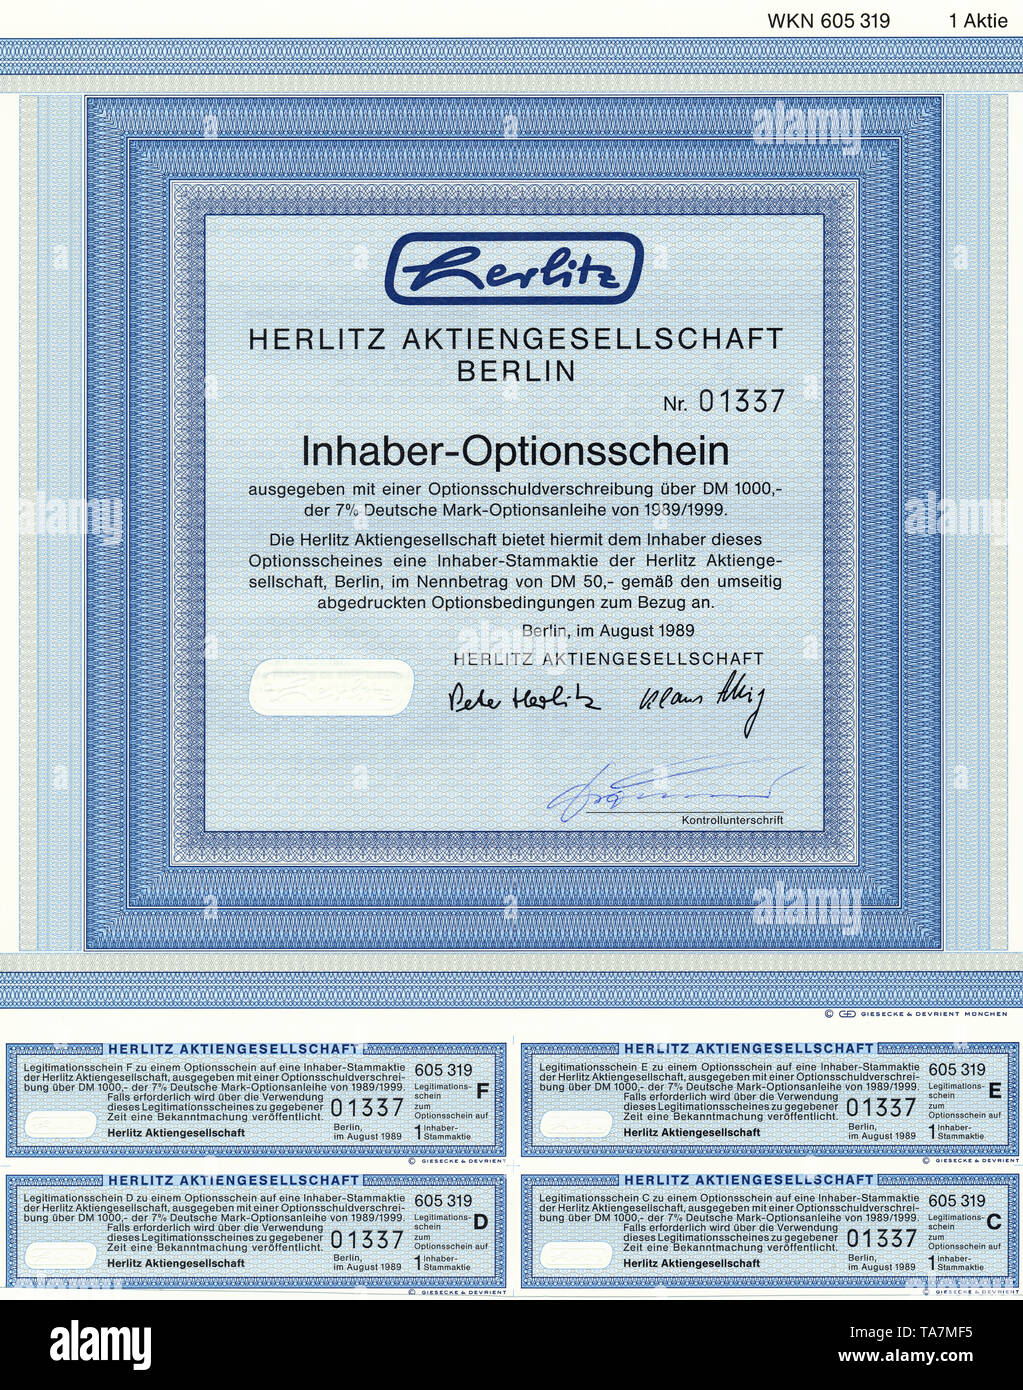 WKN 605 319 1 Aktie
Herlitz
HERLITZ AKTIENGESELLSCHAFT
BERLIN
Nr. 01337
Inhaber-Optionsschein
ausgegeben mit einer Optionsschuldverschreibung über DM 1000,-
der 7% Deutsche Mark-Optionsanleihe von 1989/1999.
Die Herlitz Aktiengesellschaft bietet hiermit dem Inhaber dieses
Optionsscheines eine Inhaber-Stammaktie der Herlitz Aktienge-
sellschaft, Berlin, im Nennbetrag von DM 50,- gemäß den umseitig
abgedruckten Optionsbedingungen zum Bezug an.
Berlin, im August 1989
HERLITZ AKTIENGESELLSCHAFT
Herlitz
Peter Herlitz Klaus
Kontrollunterschrift
© GIESECKE & DEVRIENT MÜNCHEN
HERLITZ AKTIENGESELLSCHAFT
Legitimationsschein F zu einem Optionsschein auf eine Inhaber-Stammaktie
der Herlitz Aktiengesellschaft, ausgegeben mit einer Optionsschuldverschrei-
bung über DM 1000,- der 7% Deutsche Mark-Optionsanleihe von 1989/1999.
Falls erforderlich wird über die Verwendung
dieses Legitimationsscheines zu gegebener
Zeit eine Bekanntmachung veröffentlicht.
Herlitz Aktiengesellschaft
01337
Berlin,
im August 1989
605 319
Legitimations-
schein
F
zum
Optionsschein auf
1 Inhaber-
Stammaktie
© GIESECKE & DEVRIENT
HERLITZ AKTIENGESELLSCHAFT
Legitimationsschein E zu einem Optionsschein auf eine Inhaber-Stammaktie
der Herlitz Aktiengesellschaft, ausgegeben mit einer Optionsschuldverschrei-
bung über DM 1000,- der 7% Deutsche Mark-Optionsanleihe von 1989/1999.
Falls erforderlich wird über die Verwendung
dieses Legitimationsscheines zu gegebener
Zeit eine Bekanntmachung veröffentlicht.
Herlitz Aktiengesellschaft
01337
Berlin,
im August 1989
605 319
Legitimations-
schein
E
zum
Optionsschein auf
1 Inhaber-
Stammaktie
© GIESECKE & DEVRIENT
HERLITZ AKTIENGESELLSCHAFT
Legitimationsschein D zu einem Optionsschein auf eine Inhaber-Stammaktie
der Herlitz Aktiengesellschaft, ausgegeben mit einer Optionsschuldverschrei-
bung über DM 1000,- der 7% Deutsche Mark-Optionsanleihe von 1989/1999.
Falls erforderlich wird über die Verwendung
dieses Legitimationsscheines zu gegebener
Zeit eine Bekanntmachung veröffentlicht.
Herlitz Aktiengesellschaft
01337
Berlin,
im August 1989
605 319
Legitimations-
schein
D
zum
Optionsschein auf
1 Inhaber-
Stammaktie
© GIESECKE & DEVRIENT
HERLITZ AKTIENGESELLSCHAFT
Legitimationsschein C zu einem Optionsschein auf eine Inhaber-Stammaktie
der Herlitz Aktiengesellschaft, ausgegeben mit einer Optionsschuldverschrei-
bung über DM 1000,- der 7% Deutsche Mark-Optionsanleihe von 1989/1999.
Falls erforderlich wird über die Verwendung
dieses Legitimationsscheines zu gegebener
Zeit eine Bekanntmachung veröffentlicht.
Herlitz Aktiengesellschaft
01337
Berlin,
im August 1989
605 319
Legitimations-
schein
C
zum
Optionsschein auf
1 Inhaber-
Stammaktie
© GIESECKE & DEVRIENT
alamy
Image ID: TA7MF5
www.alamy.com